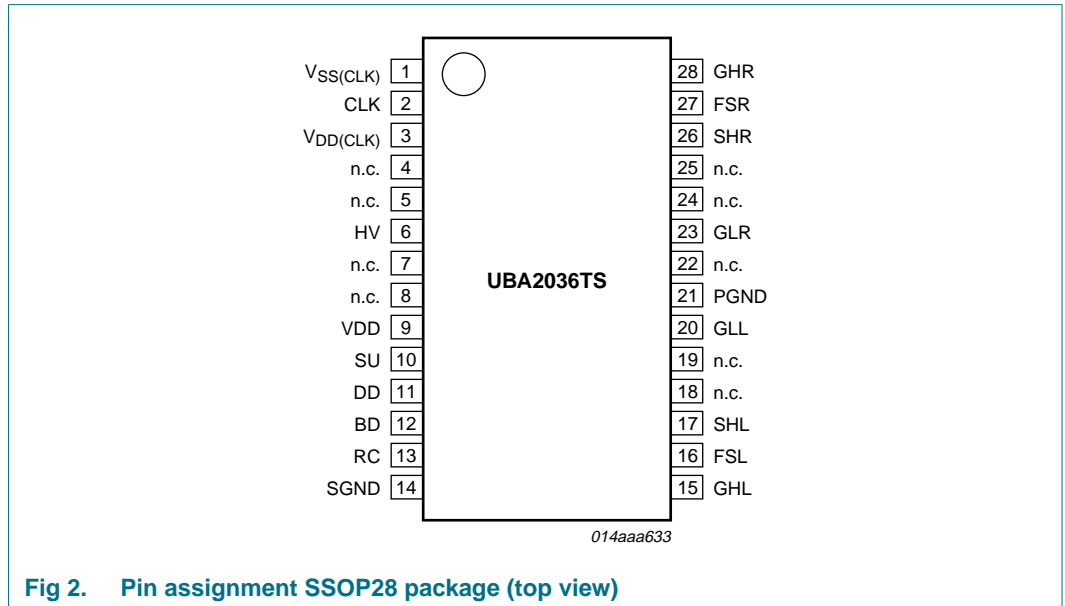 VSS(CLK) 1
CLK 2
VDD(CLK) 3
n.c. 4
n.c. 5
HV 6
n.c. 7
n.c. 8
VDD 9
SU 10
DD 11
BD 12
RC 13
SGND 14
UBA2036TS
28 GHR
27 FSR
26 SHR
25 n.c.
24 n.c.
23 GLR
22 n.c.
21 PGND
20 GLL
19 n.c.
18 n.c.
17 SHL
16 FSL
15 GHL
014aaa633
Fig 2. Pin assignment SSOP28 package (top view)